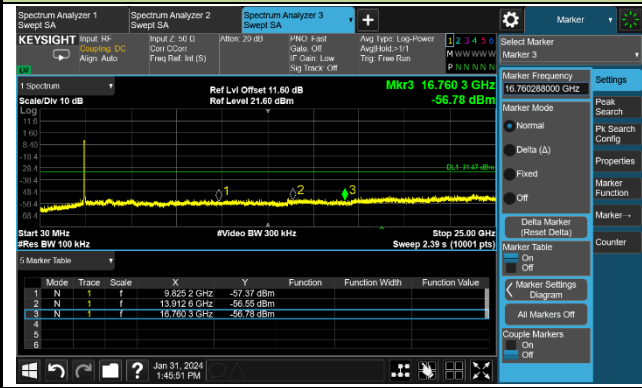 Spectrum Analyzer 1
Swept SA
Spectrum Analyzer 2
Swept SA
Spectrum Analyzer 3
Swept SA
Marker
KEYSIGHT
Input: RF
Coupling: DC
Align: Auto
Input Z: 50 Ω
Corr CCorr
Freq Ref: Int (S)
Atten: 20 dB
PNO: Fast
Gate: Off
IF Gain: Low
Sig Track: Off
Avg Type: Log-Power
Avg|Hold:>1/1
Trig: Free Run
1 2 3 4 5 6
M W W W W W
P N N N N N
Select Marker
Marker 3
1 Spectrum
Scale/Div 10 dB
Ref Lvl Offset 11.60 dB
Ref Level 21.60 dBm
Mkr3 16.760 3 GHz
-56.78 dBm
Log
11.6
1.60
-8.40
-18.4
-28.4
-38.4
-48.4
-58.4
-68.4
DL1 -31.47 dBm
1
2
3
Start 30 MHz
#Res BW 100 kHz
#Video BW 300 kHz
Stop 25.00 GHz
Sweep 2.39 s (10001 pts)
5 Marker Table
Mode Trace Scale X Y Function Function Width Function Value
1 N 1 f 9.825 2 GHz -57.37 dBm
2 N 1 f 13.912 6 GHz -56.55 dBm
3 N 1 f 16.760 3 GHz -56.78 dBm
4
5
6
Marker Frequency
16.760288000 GHz
Marker Mode
Normal
Delta (Δ)
Fixed
Off
Delta Marker
(Reset Delta)
Marker Table
On
Off
Marker Settings
Diagram
All Markers Off
Couple Markers
On
Off
Settings
Peak
Search
Pk Search
Config
Properties
Marker
Function
Marker→
Counter
Jan 31, 2024
1:45:51 PM